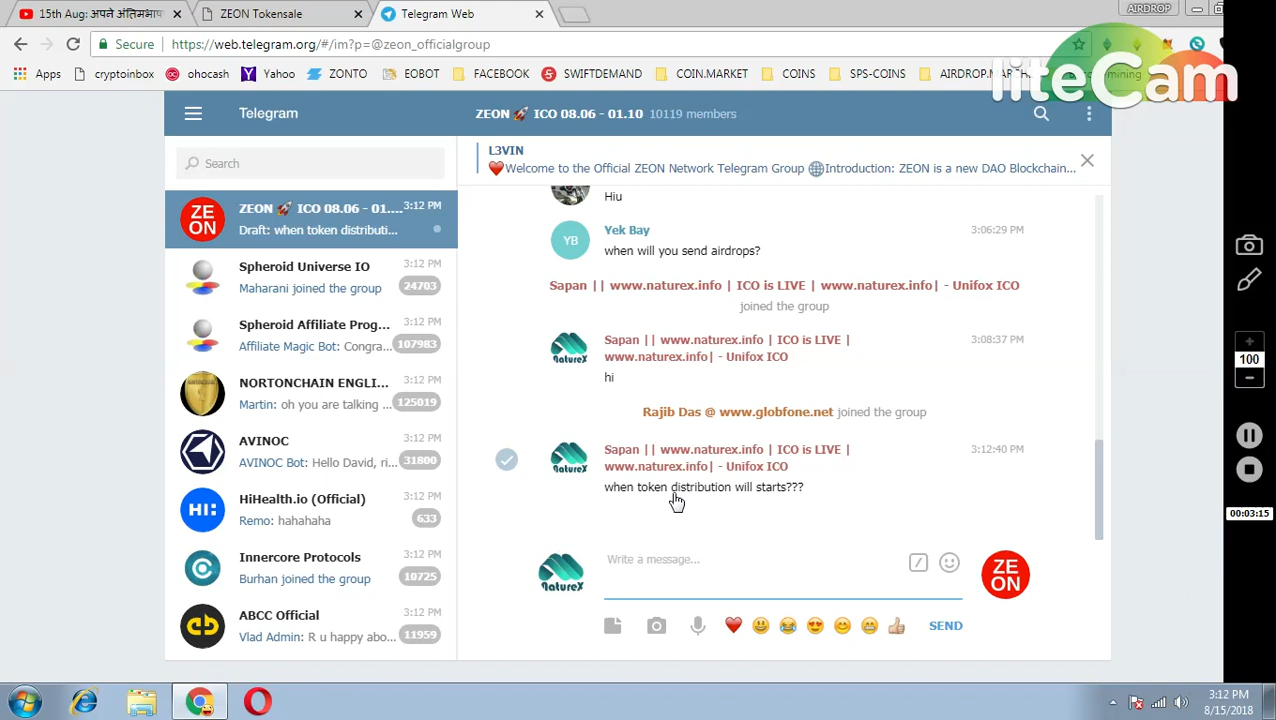 15th Aug: अपने
ZEON Tokensale
Telegram Web
AIRDROP
Secure
https://web.telegram.org/#/im?p=@zeon_officialgroup
Apps
cryptoinbox
ohocash
Yahoo
ZONTO
EOBOT
FACEBOOK
SWIFTDEMAND
COIN.MARKET
COINS
SPS-COINS
mining
liteCam
Telegram
ZEON 🚀 ICO 08.06 - 01.10 10119 members
Search
L3VIN
❤️Welcome to the Official ZEON Network Telegram Group 🌐Introduction: ZEON is a new DAO Blockchain...
ZE
ON
ZEON 🚀 ICO 08.06 - 01.... 3:12 PM
Draft: when token distributi...
Spheroid Universe IO 3:12 PM
Maharani joined the group 24703
Spheroid Affiliate Prog... 3:12 PM
Affiliate Magic Bot: Congra... 107983
NORTONCHAIN ENGLI... 3:12 PM
Martin: oh you are talking ... 125019
AVINOC 3:12 PM
AVINOC Bot: Hello David, ri... 31800
HI:
HiHealth.io (Official) 3:12 PM
Remo: hahahaha 633
Innercore Protocols 3:12 PM
Burhan joined the group 10725
ABCC Official 3:12 PM
Vlad Admin: R u happy abo... 11959
Hiu
YB
Yek Bay 3:06:29 PM
when will you send airdrops?
Sapan || www.naturex.info | ICO is LIVE | www.naturex.info| - Unifox ICO
joined the group
NatureX
Sapan || www.naturex.info | ICO is LIVE | 3:08:37 PM
www.naturex.info| - Unifox ICO
hi
Rajib Das @ www.globfone.net joined the group
NatureX
Sapan || www.naturex.info | ICO is LIVE | 3:12:40 PM
www.naturex.info| - Unifox ICO
when token distribution will starts???
NatureX
Write a message...
ZE
ON
❤️ 😃 😂 😍 😊 😁 👍 SEND
100
00:03:15
3:12 PM
8/15/2018